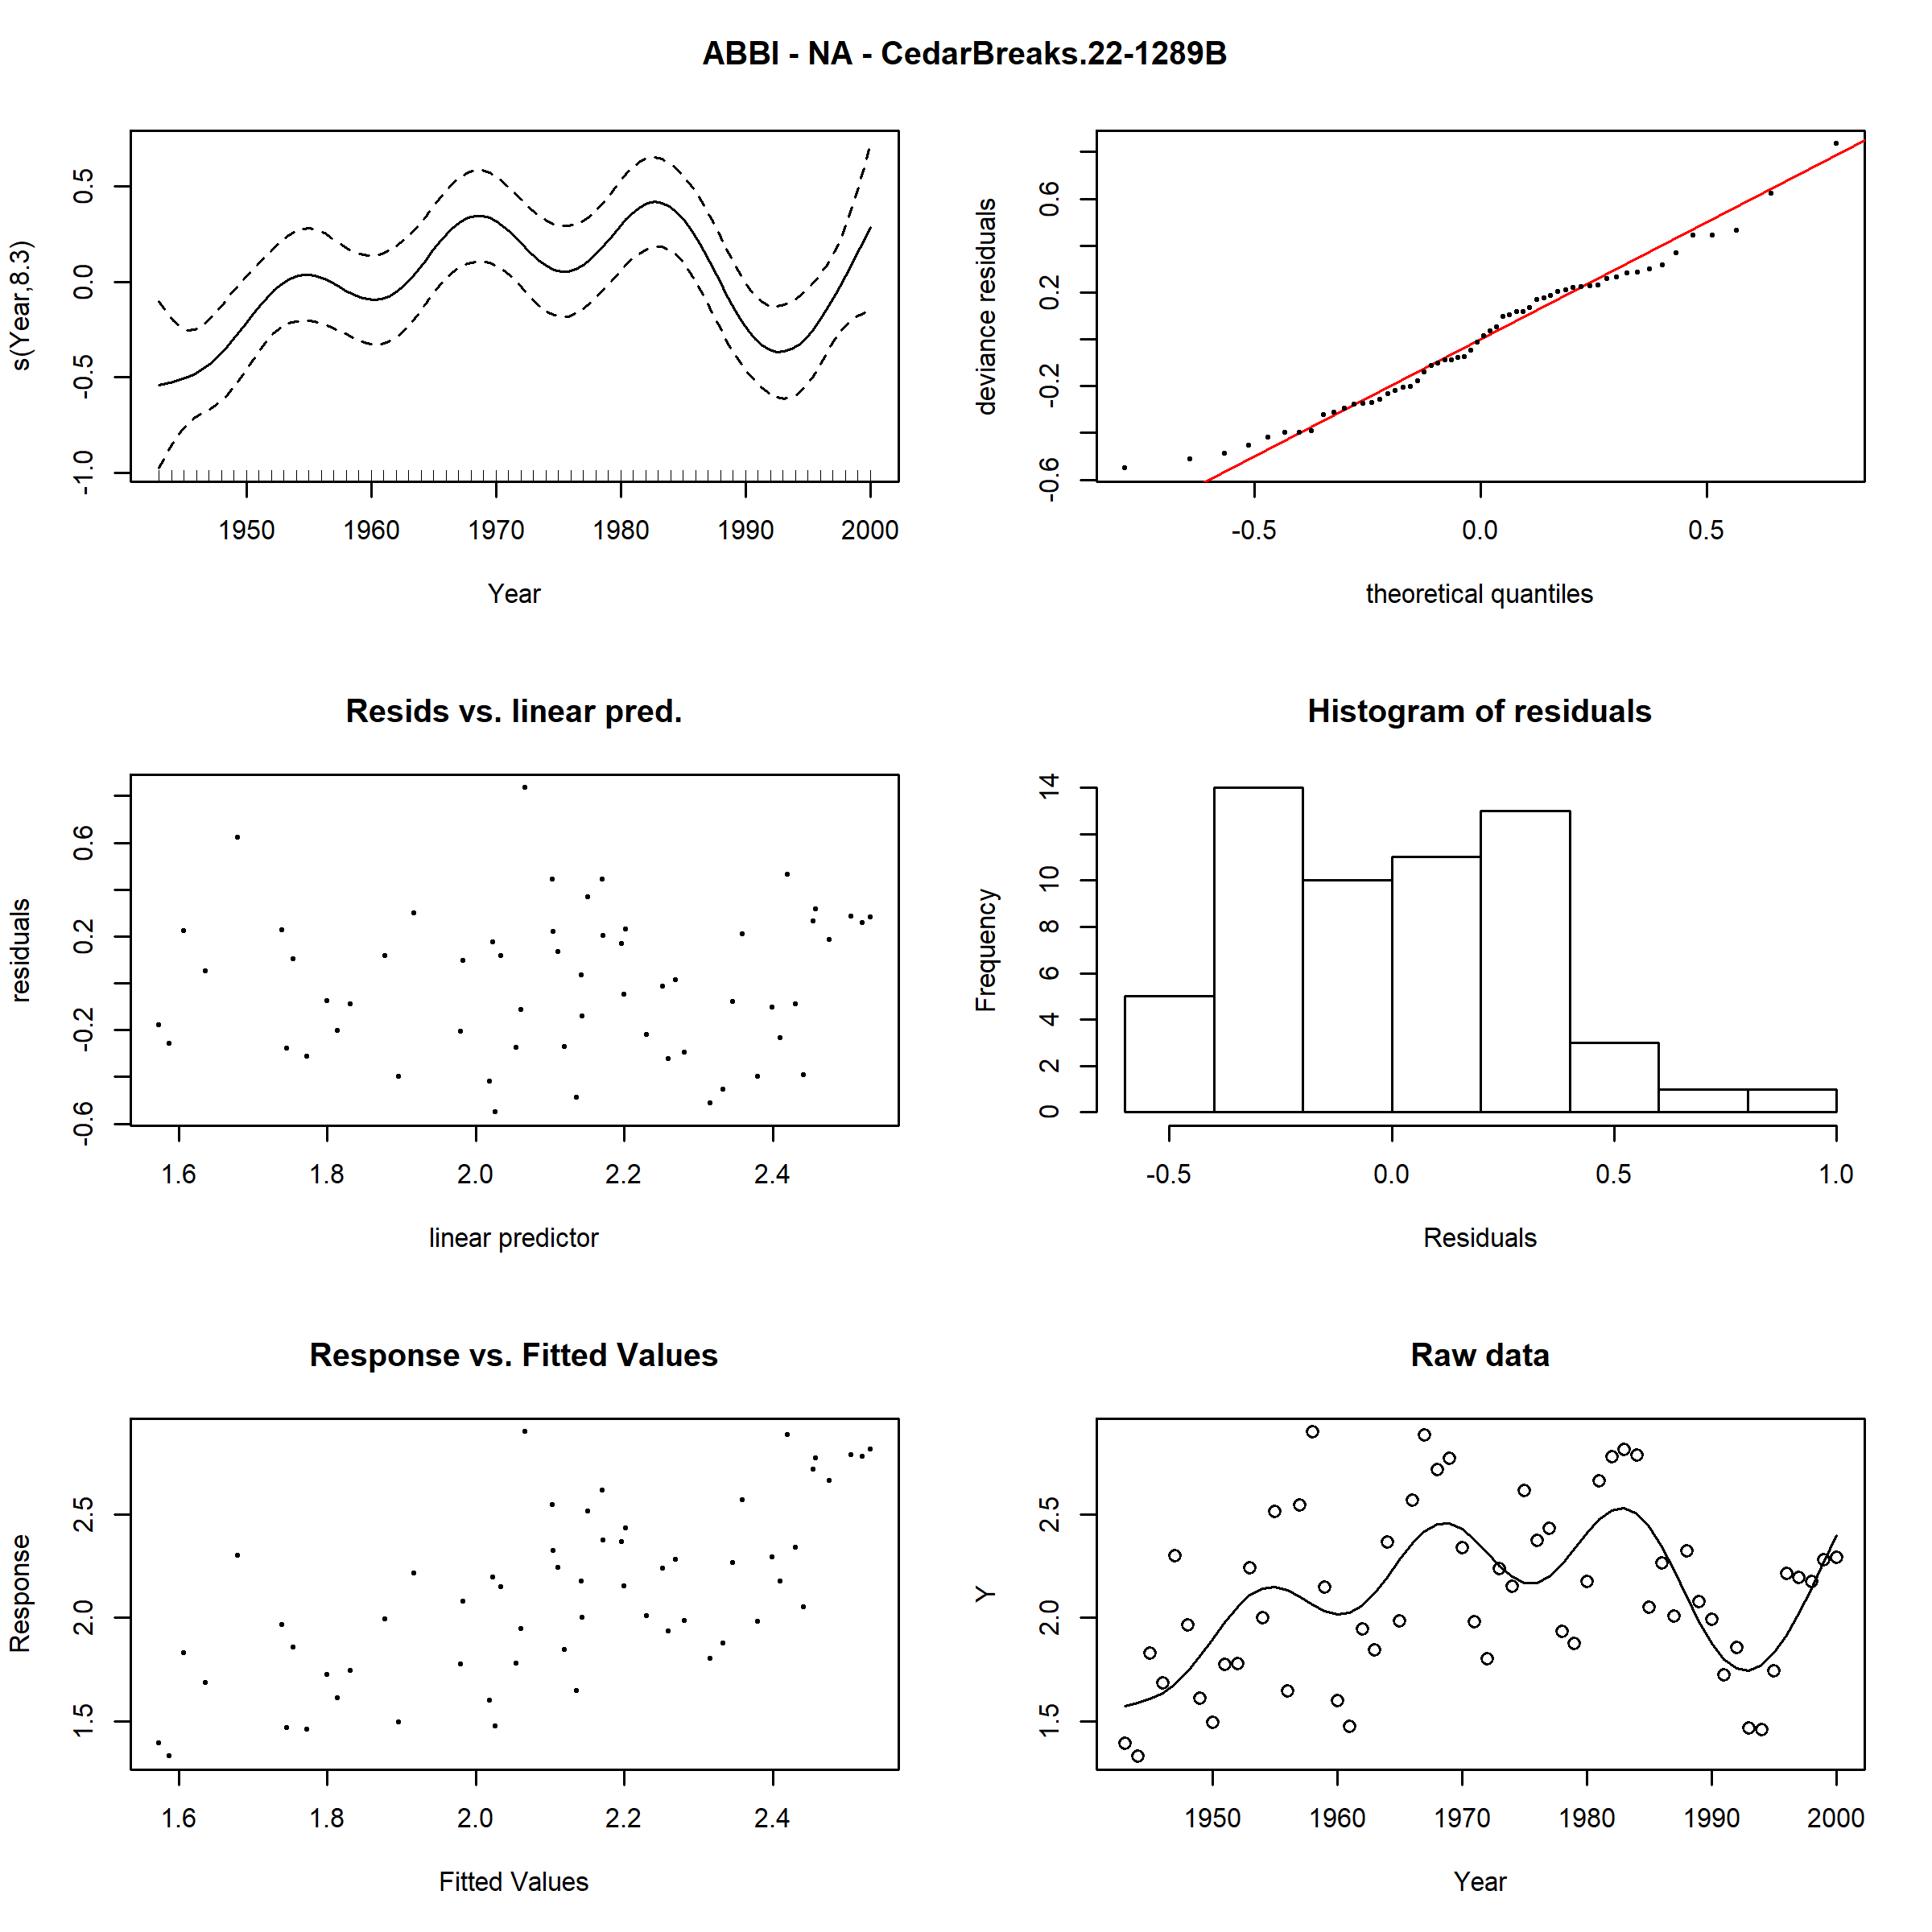 ABBI - NA - CedarBreaks.22-1289B
s(Year,8.3)
-1.0 -0.5 0.0 0.5
1950 1960 1970 1980 1990 2000
Year
deviance residuals
-0.6 -0.2 0.2 0.6
-0.5 0.0 0.5
theoretical quantiles
Resids vs. linear pred.
residuals
-0.6 -0.2 0.2 0.6
1.6 1.8 2.0 2.2 2.4
linear predictor
Histogram of residuals
Frequency
0 2 4 6 8 10 14
-0.5 0.0 0.5 1.0
Residuals
Response vs. Fitted Values
Response
1.5 2.0 2.5
1.6 1.8 2.0 2.2 2.4
Fitted Values
Raw data
Y
1.5 2.0 2.5
1950 1960 1970 1980 1990 2000
Year